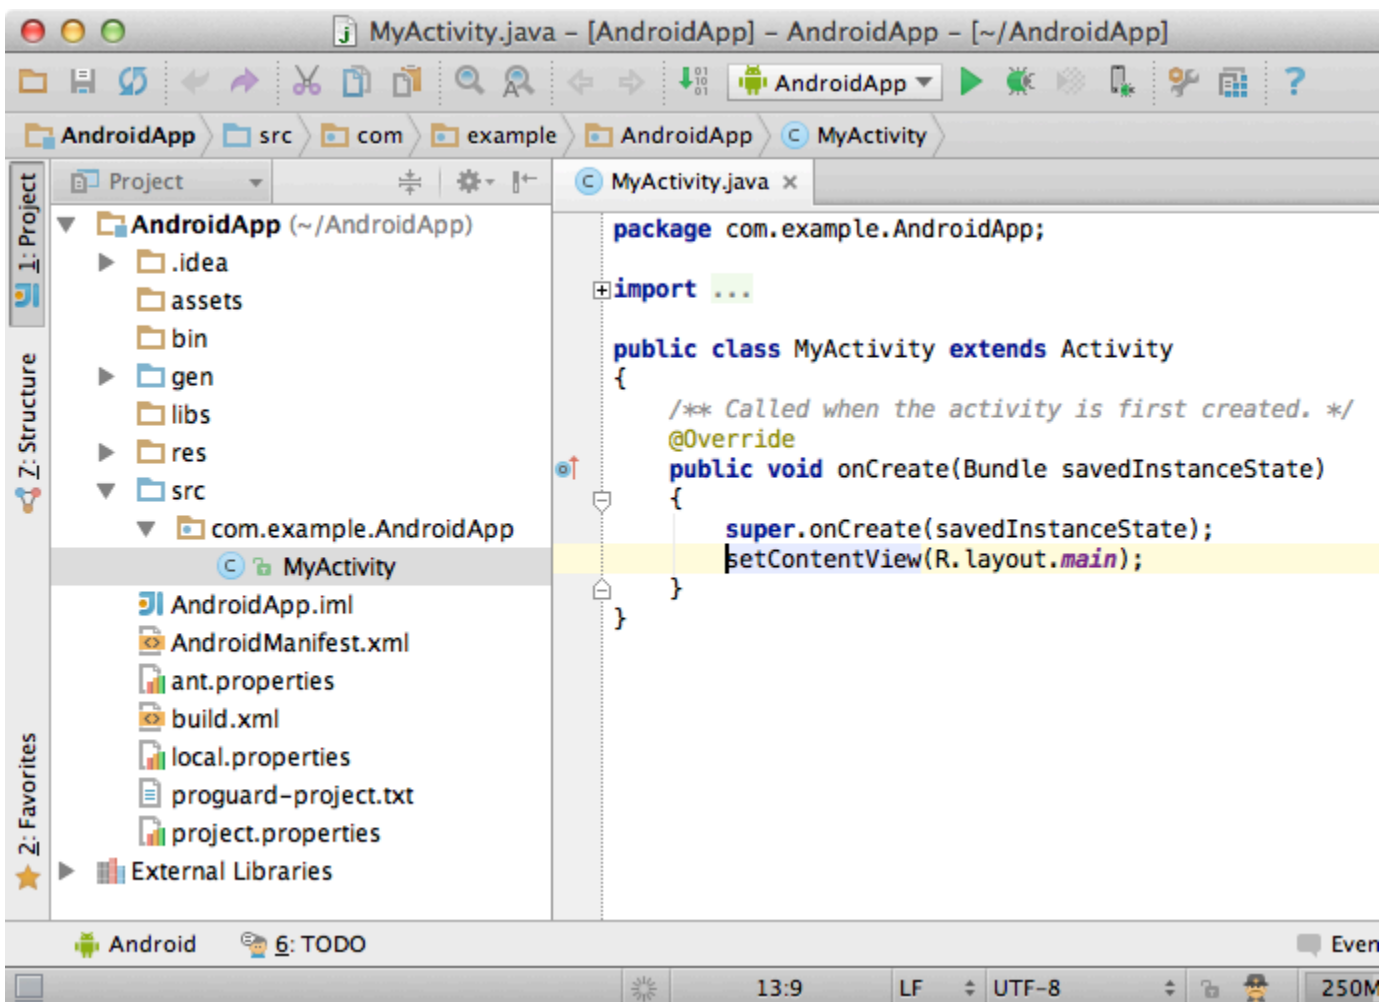 MyActivity.java – [AndroidApp] – AndroidApp – [~/AndroidApp]
AndroidApp
AndroidApp src com example AndroidApp MyActivity
1: Project
Z: Structure
2: Favorites
Project
AndroidApp (~/AndroidApp)
.idea
assets
bin
gen
libs
res
src
com.example.AndroidApp
MyActivity
AndroidApp.iml
AndroidManifest.xml
ant.properties
build.xml
local.properties
proguard-project.txt
project.properties
External Libraries
MyActivity.java
package com.example.AndroidApp;
import ...
public class MyActivity extends Activity
{
/** Called when the activity is first created. */
@Override
public void onCreate(Bundle savedInstanceState)
{
super.onCreate(savedInstanceState);
setContentView(R.layout.main);
}
}
Android 6: TODO Even
13:9 LF UTF-8 250M